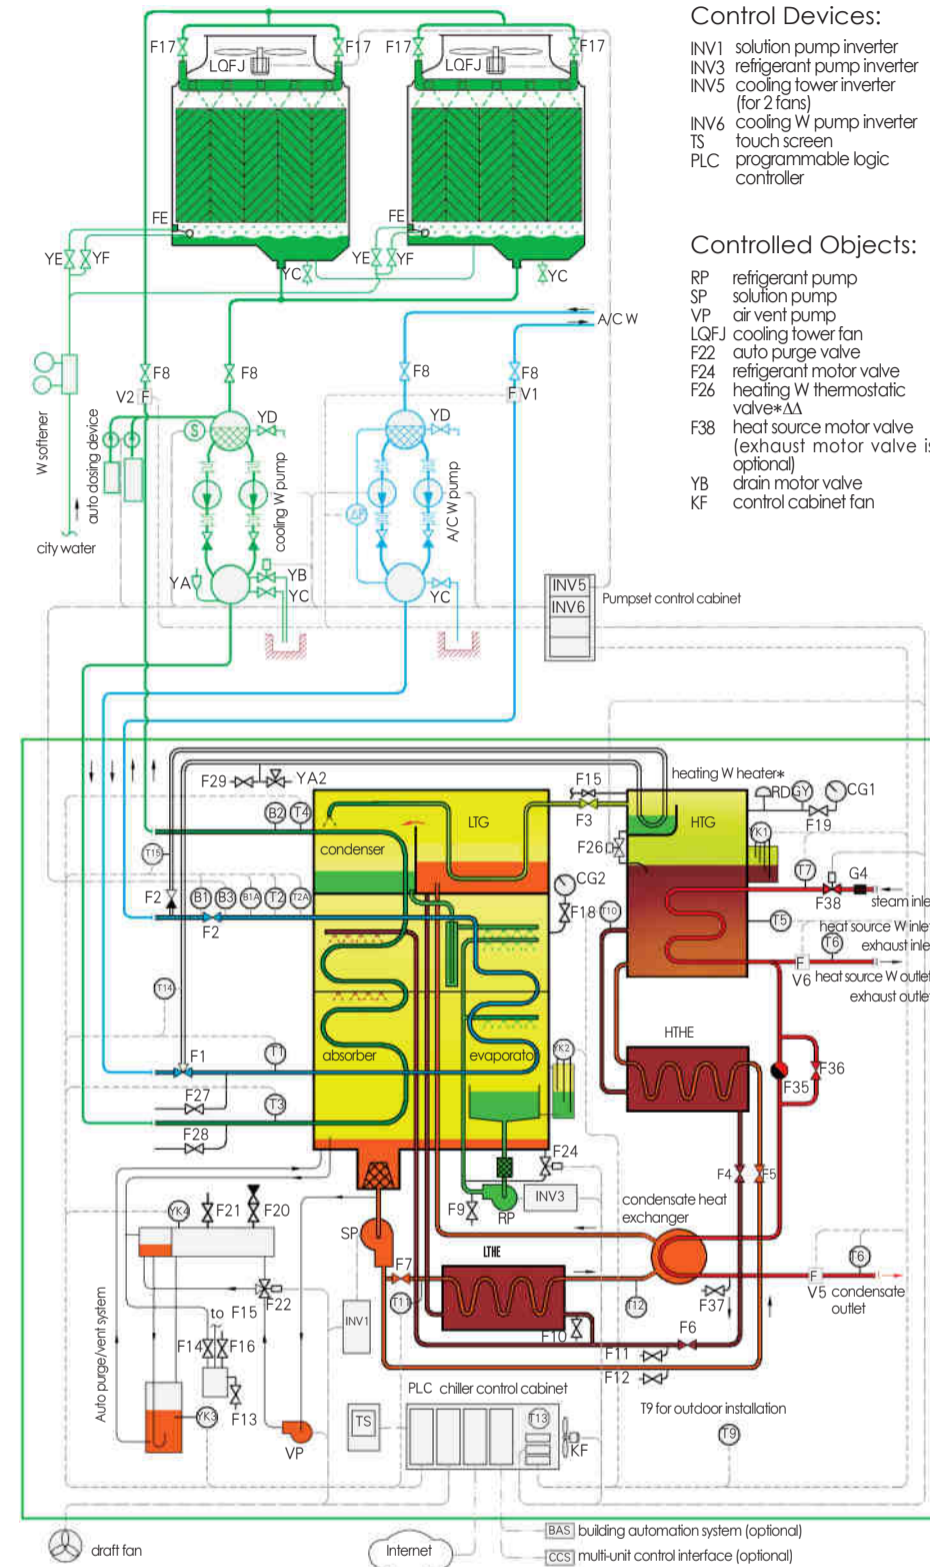 Control Devices:
INV1 solution pump inverter
INV3 refrigerant pump inverter
INV5 cooling tower inverter
(for 2 fans)
INV6 cooling W pump inverter
TS touch screen
PLC programmable logic
controller
Controlled Objects:
RP refrigerant pump
SP solution pump
VP air vent pump
LQFJ cooling tower fan
F22 auto purge valve
F24 refrigerant motor valve
F26 heating W thermostatic
valve*ΔΔ
F38 heat source motor valve
(exhaust motor valve is
optional)
YB drain motor valve
KF control cabinet fan
F17 F17 F17 F17
LQFJ LQFJ
FE FE
YE YF YE YF
YC YC
A/C W
F8 F8 F8 F8
V2 F F V1
W softener
auto dosing device
city water
S YD YD
cooling W pump
A/C W pump
ΔP
YA YB
YC YC
INV5
INV6
Pumpset control cabinet
F29 YA2
F15
heating W heater*
RD GY CG1
F3
F19
B2 T4
LTG
HTG
condenser
F26
YK1
T15
CG2
T7 G4
F2
B1 B3 B1A T2 T2A
F18
T10
F38
steam inlet
F2
T5
heat source W inlet
T6
exhaust inlet
F
V6 heat source W outlet
exhaust outlet
T14
HTHE
F1 T1
absorber evaporator
YK2
F36
F35
F27
T3
F28
F24
F4 F5
F21 F20
YK4
F9 RP
INV3
condensate heat
exchanger
SP
LTHE
F7
T6
F
V5 condensate
outlet
F22
to
F15
T11
T12
F37
INV1
F10
F6
Auto purge/vent system
F14 F16
F11
F12
F13
YK3
VP
PLC chiller control cabinet
TS
T13
KF
T9 for outdoor installation
T9
draft fan
Internet
BAS building automation system (optional)
CCS multi-unit control interface (optional)